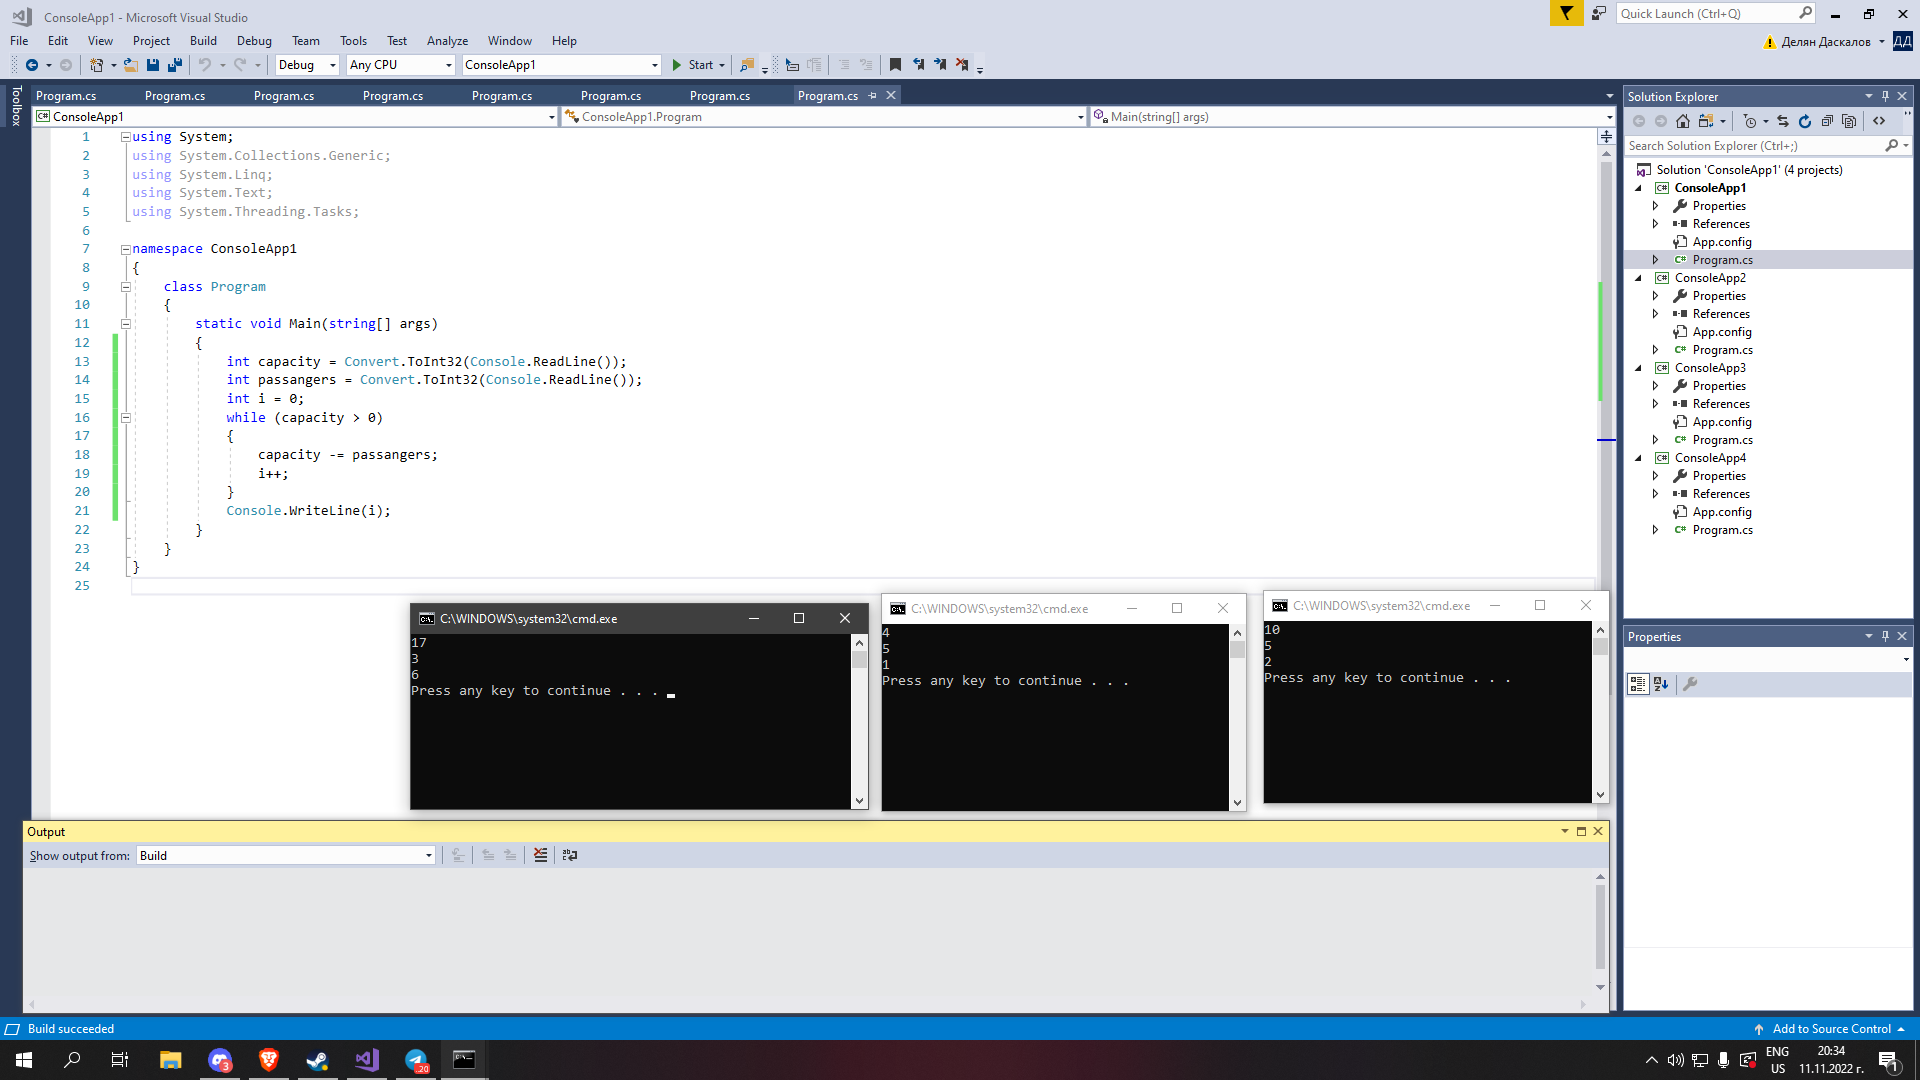 ConsoleApp1 - Microsoft Visual Studio
Quick Launch (Ctrl+Q)
File Edit View Project Build Debug Team Tools Test Analyze Window Help
Делян Даскалов ДД
Debug Any CPU ConsoleApp1 Start
Toolbox
Program.cs Program.cs Program.cs Program.cs Program.cs Program.cs Program.cs Program.cs
ConsoleApp1 ConsoleApp1.Program Main(string[] args)
1 using System;
2 using System.Collections.Generic;
3 using System.Linq;
4 using System.Text;
5 using System.Threading.Tasks;
6
7 namespace ConsoleApp1
8 {
9 class Program
10 {
11 static void Main(string[] args)
12 {
13 int capacity = Convert.ToInt32(Console.ReadLine());
14 int passangers = Convert.ToInt32(Console.ReadLine());
15 int i = 0;
16 while (capacity > 0)
17 {
18 capacity -= passangers;
19 i++;
20 }
21 Console.WriteLine(i);
22 }
23 }
24 }
25
C:\WINDOWS\system32\cmd.exe
17
3
6
Press any key to continue . . .
C:\WINDOWS\system32\cmd.exe
4
5
1
Press any key to continue . . .
C:\WINDOWS\system32\cmd.exe
10
5
2
Press any key to continue . . .
Solution Explorer
Search Solution Explorer (Ctrl+;)
Solution 'ConsoleApp1' (4 projects)
ConsoleApp1
Properties
References
App.config
Program.cs
ConsoleApp2
Properties
References
App.config
Program.cs
ConsoleApp3
Properties
References
App.config
Program.cs
ConsoleApp4
Properties
References
App.config
Program.cs
Properties
Output
Show output from: Build
Build succeeded
Add to Source Control
3
20
ENG
US
20:34
11.11.2022 г.
1